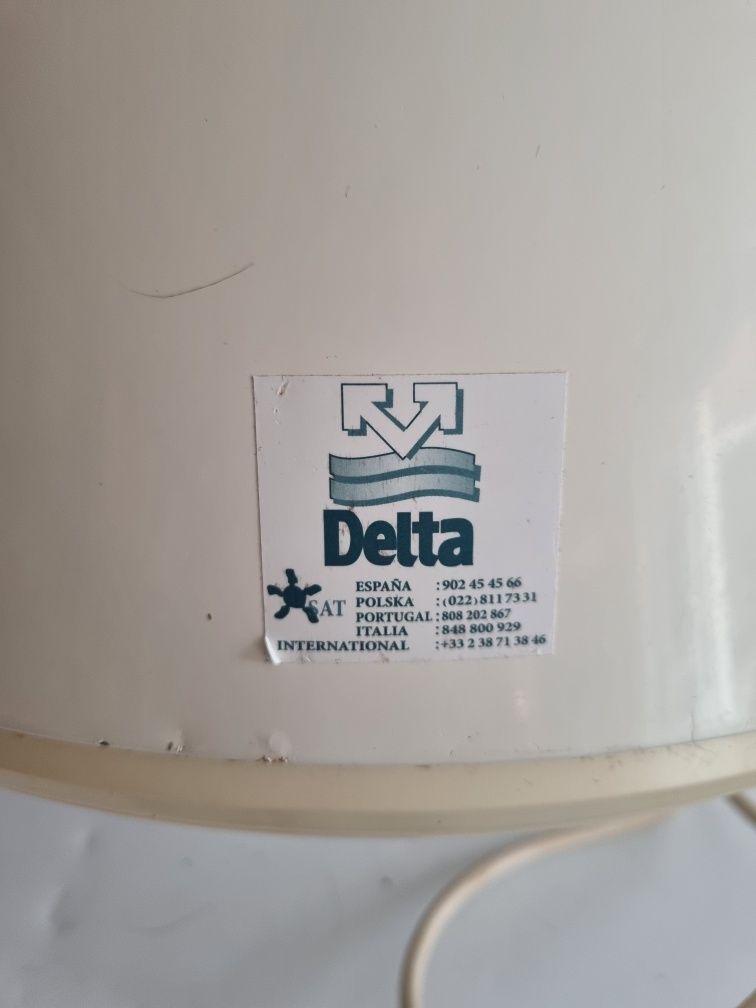 Delta
ESPAÑA : 902 45 45 66
SAT POLSKA : (022) 811 73 31
PORTUGAL : 808 202 867
ITALIA : 848 800 929
INTERNATIONAL : +33 2 38 71 38 46